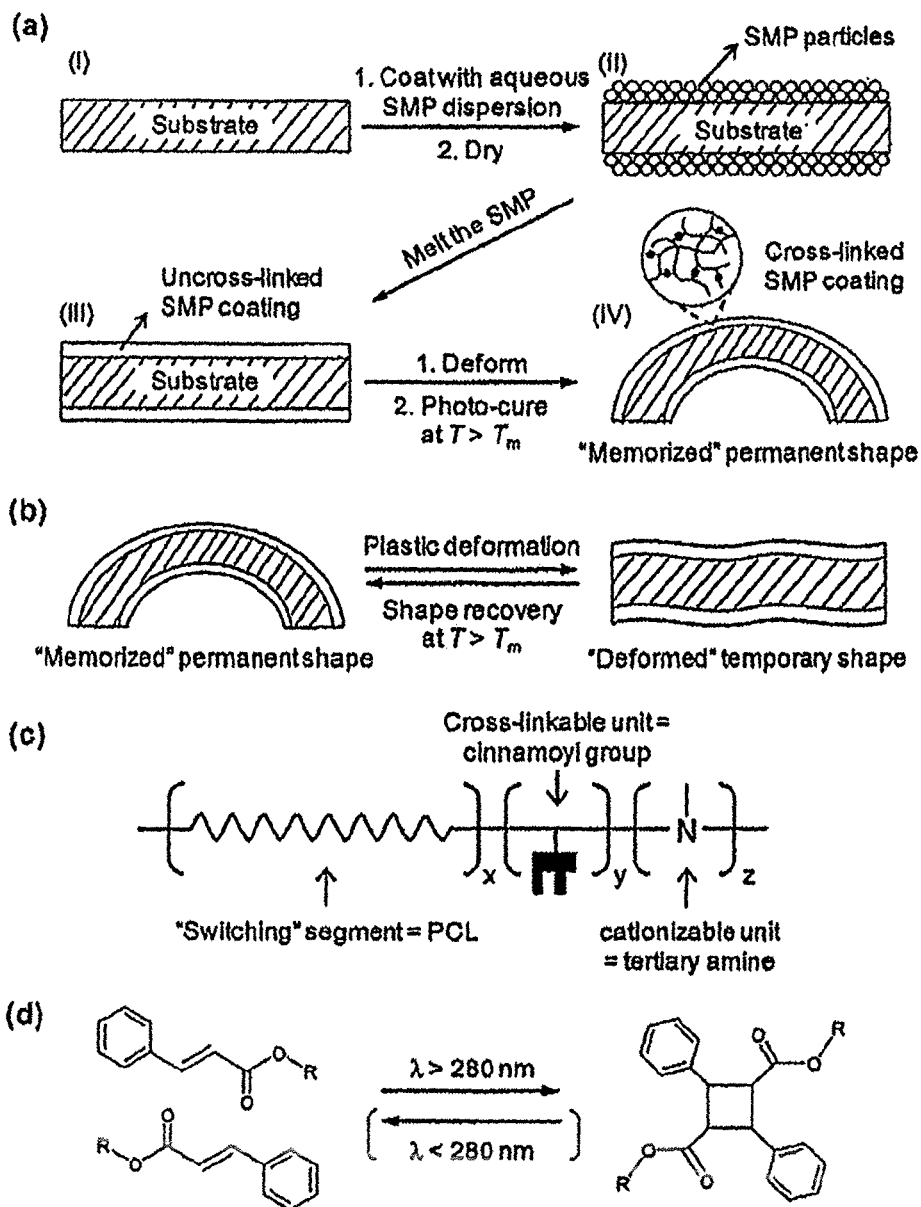 (a)
(I)
Substrate
1. Coat with aqueous
SMP dispersion
2. Dry
SMP particles
(II)
Substrate
Melt the SMP
Uncross-linked
SMP coating
(III)
Substrate
1. Deform
2. Photo-cure
at T > Tm
Cross-linked
SMP coating
(IV)
"Memorized" permanent shape
(b)
Plastic deformation
Shape recovery
at T > Tm
"Memorized" permanent shape
"Deformed" temporary shape
(c)
Cross-linkable unit =
cinnamoyl group
N
x
y
z
"Switching" segment = PCL
cationizable unit
= tertiary amine
(d)
O
O
R
λ > 280 nm
λ < 280 nm
O
R
O
O
O
R
R
O
O